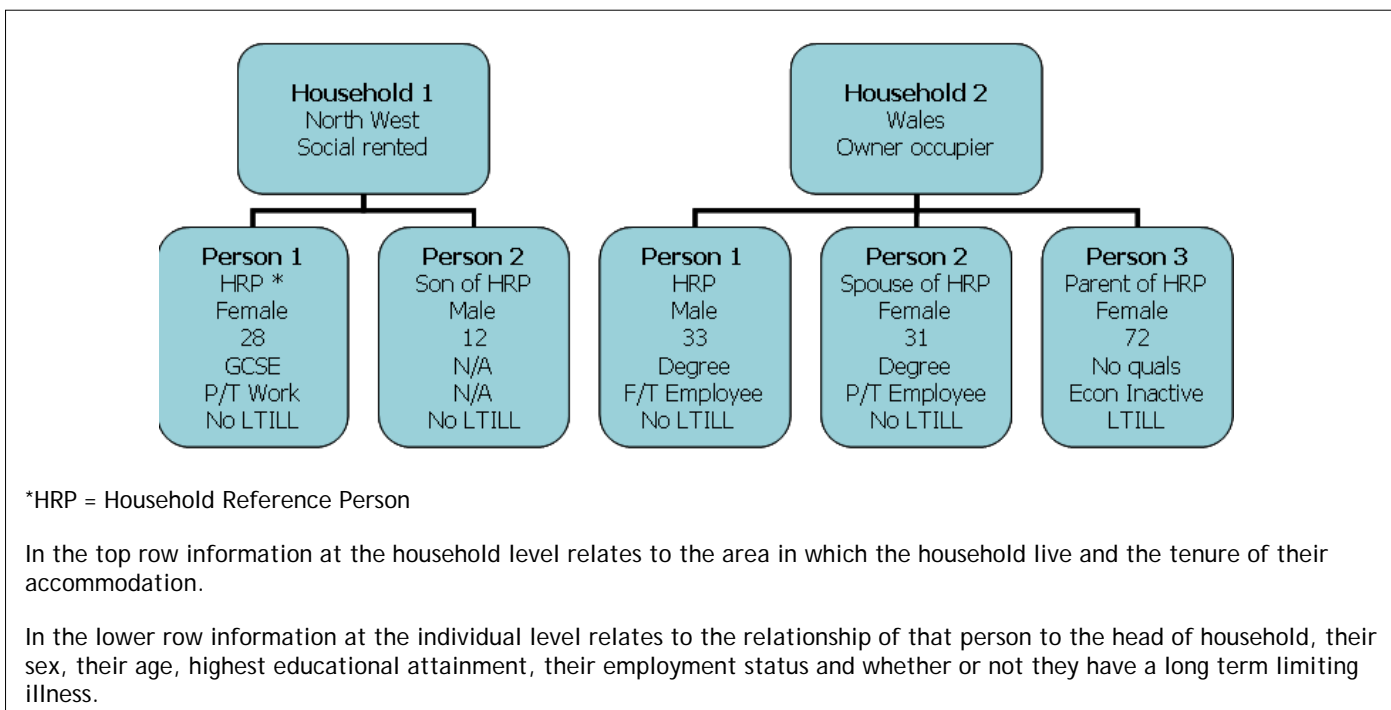 Household 1
North West
Social rented
Household 2
Wales
Owner occupier
Person 1
HRP *
Female
28
GCSE
P/T Work
No LTILL
Person 2
Son of HRP
Male
12
N/A
N/A
No LTILL
Person 1
HRP
Male
33
Degree
F/T Employee
No LTILL
Person 2
Spouse of HRP
Female
31
Degree
P/T Employee
No LTILL
Person 3
Parent of HRP
Female
72
No quals
Econ Inactive
LTILL
*HRP = Household Reference Person
In the top row information at the household level relates to the area in which the household live and the tenure of their
accommodation.
In the lower row information at the individual level relates to the relationship of that person to the head of household, their
sex, their age, highest educational attainment, their employment status and whether or not they have a long term limiting
illness.